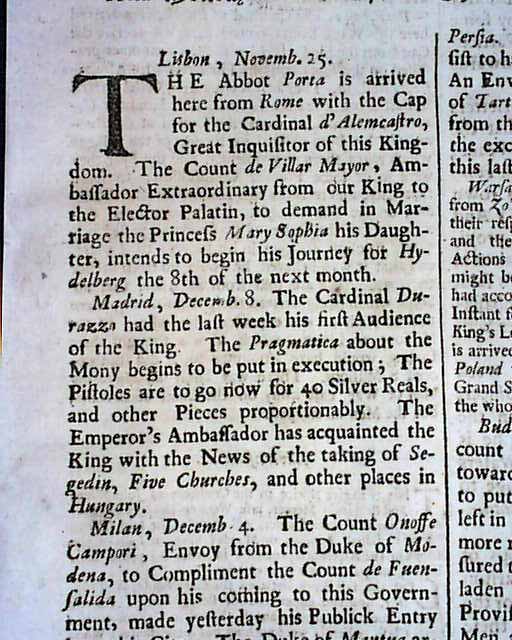 Lisbon, Novemb. 25.
THE Abbot Porta is arrived
here from Rome with the Cap
for the Cardinal d'Alemcaſtro,
Great Inquiſitor of this King-
dom. The Count de Villar Mayor, Am-
baſſador Extraordinary ſtom our King to
the Elector Palatin, to demand in Mar-
riage the Princeſs Mary Sophia his Daugh-
ter, intends to begin his Journey for Hy-
delberg the 8th of the next month.
Madrid, Decemb. 8. The Cardinal Du-
razzo had the laſt week his firſt Audience
of the King. The Pragmatica about the
Mony begins to be put in execution; The
Piſtoles are to go now for 40 Silver Reals,
and other Pieces proportionably. The
Emperor's Ambaſſador has acquainted the
King with the News of the taking of Se-
gedin, Five Churches, and other places in
Hungary.
Milan, Decemb. 4. The Count Onoffe
Campori, Envoy from the Duke of Mo-
dena, to Compliment the Count de Fuen-
ſalida upon his coming to this Govern-
ment, made yeſterday his Publick Entry
The Duke of
Perſia.
ſiſt to h
An Env
of Tart
from th
the exc
this laſt
Warſa
from Zo
their reſp
and the
Actions
might be
had acco
Inſtant f
King's L
is arrive
Poland
Grand S
the who
Bud
count
toward
to put
left in
more
ſured t
laden
Proviſ
Men